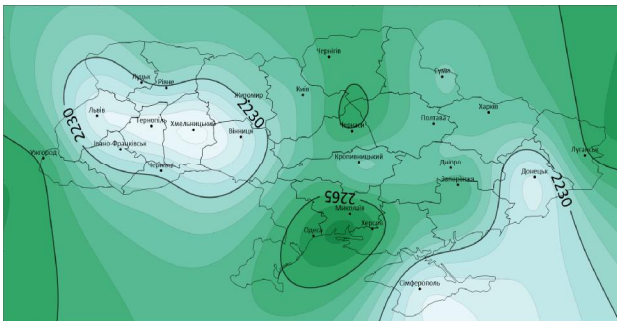 Чернігів
Луцьк
Рівне
Суми
Житомир
Київ
2230
2230
Львів
Харків
Тернопіль
Хмельницький
Полтава
Черкаси
Вінниця
Івано-Франківськ
Луганськ
Ужгород
Кропивницький
Дніпро
Чернівці
Донецьк
Запоріжжя
2265
2230
Миколаїв
Херсон
Одеса
Сімферополь